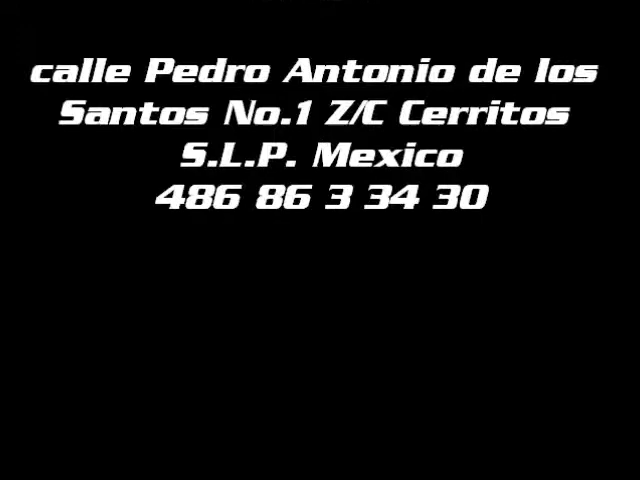 calle Pedro Antonio de los
Santos No.1 Z/C Cerritos
S.L.P. Mexico
486 86 3 34 30